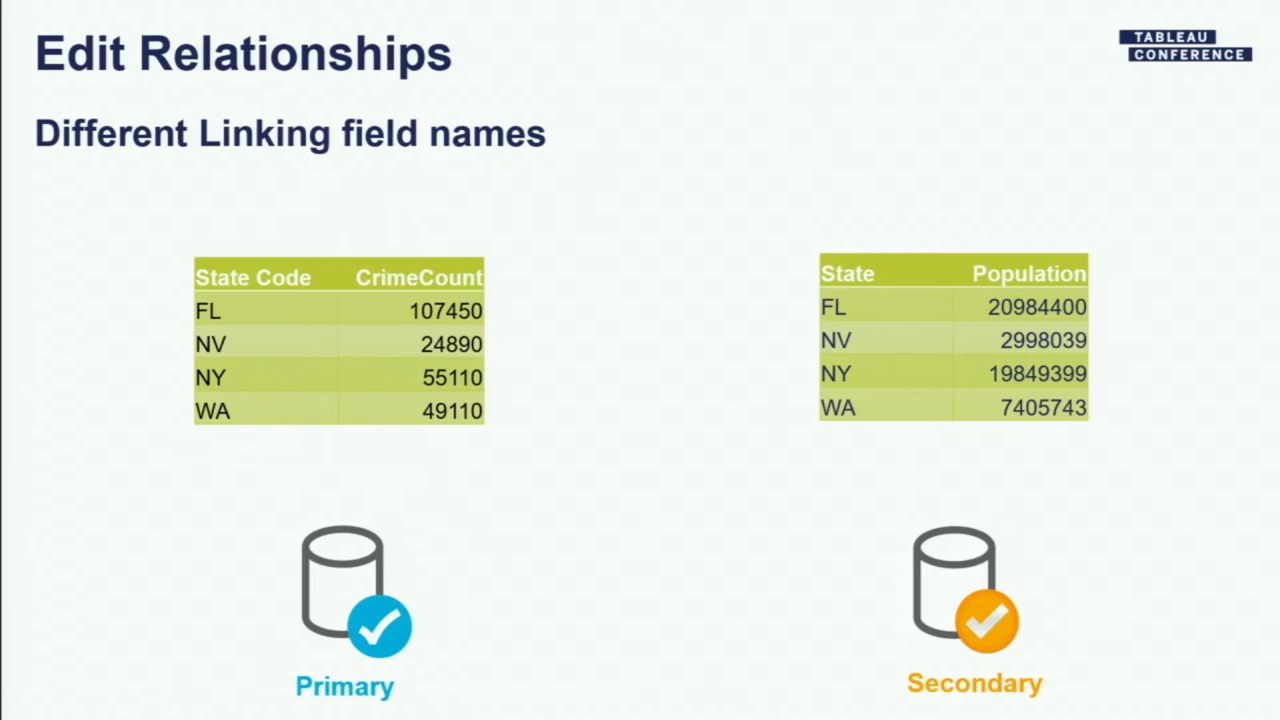 Edit Relationships
TABLEAU
CONFERENCE
Different Linking field names
State Code CrimeCount
FL 107450
NV 24890
NY 55110
WA 49110
State Population
FL 20984400
NV 2998039
NY 19849399
WA 7405743
Primary
Secondary